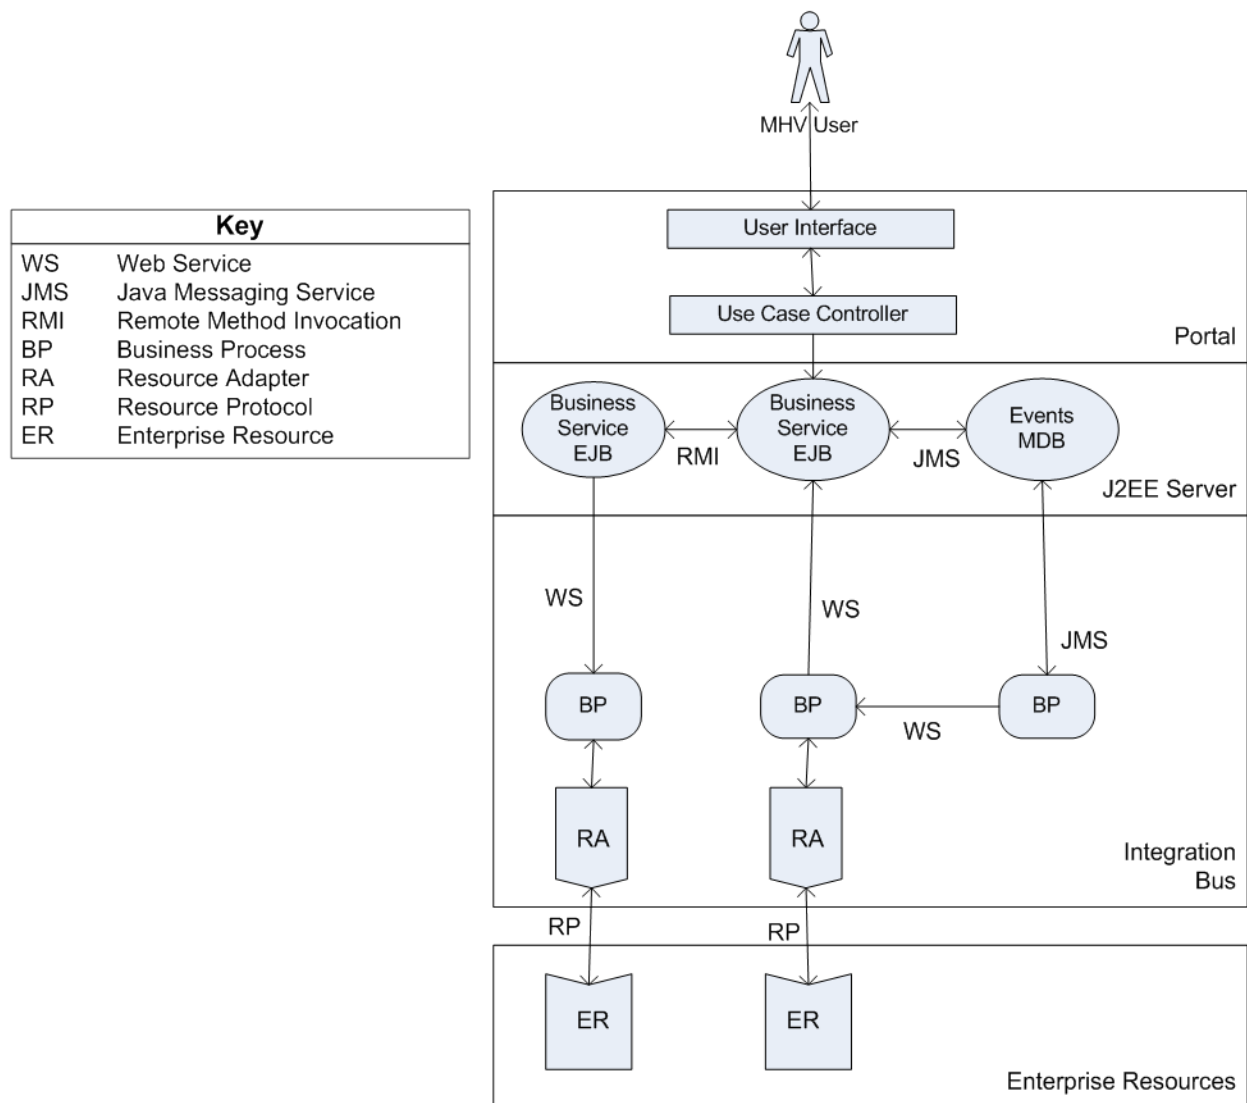 MHV User
Key
WS Web Service
JMS Java Messaging Service
RMI Remote Method Invocation
BP Business Process
RA Resource Adapter
RP Resource Protocol
ER Enterprise Resource
User Interface
Use Case Controller
Portal
Business
Service
EJB
RMI
Business
Service
EJB
JMS
Events
MDB
J2EE Server
WS
WS
JMS
BP
BP
WS
BP
RA
RA
Integration
Bus
RP
RP
ER
ER
Enterprise Resources